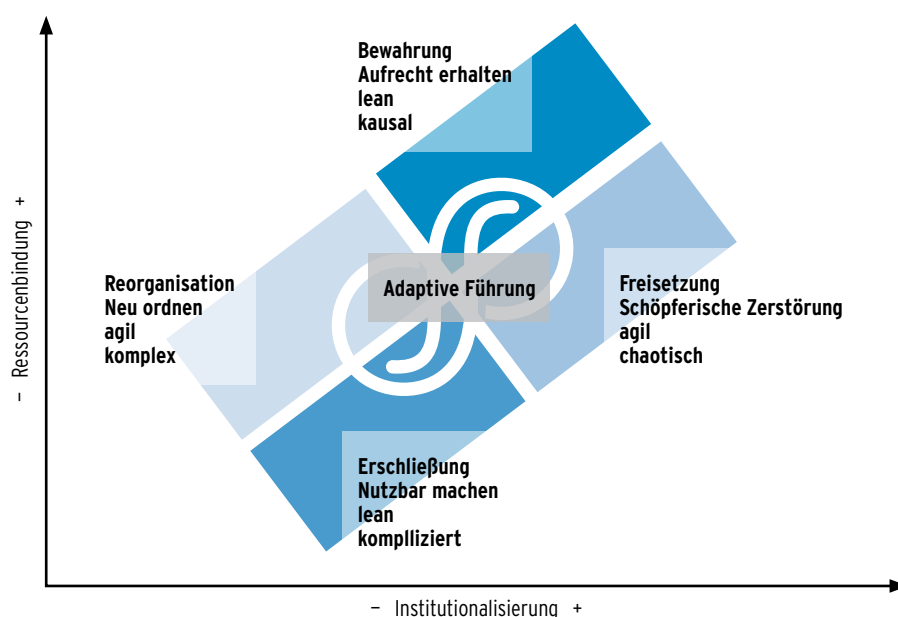 Bewahrung
Aufrecht erhalten
lean
kausal
Reorganisation
Neu ordnen
agil
komplex
Adaptive Führung
Freisetzung
Schöpferische Zerstörung
agil
chaotisch
Erschließung
Nutzbar machen
lean
komplliziert
– Ressourcenbindung +
– Institutionalisierung +